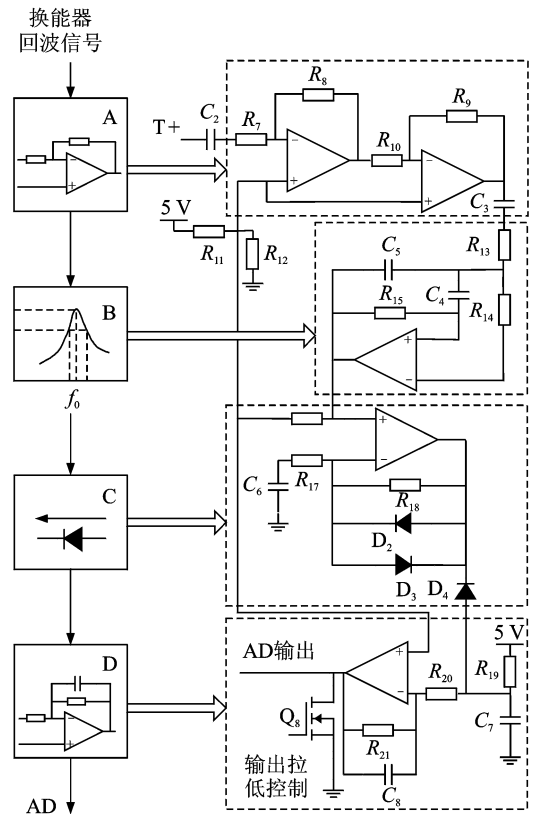 换能器
回波信号
A
−
+
T+
C2
R7
R8
−
+
R10
R9
−
+
C3
5 V
R11
R12
B
f0
C5
R13
R15
C4
R14
+
−
C
+
−
C6
R17
R18
D2
D3
D4
D
−
+
AD
AD输出
+
−
R20
5 V
R19
C7
Q8
R21
C8
输出拉
低控制